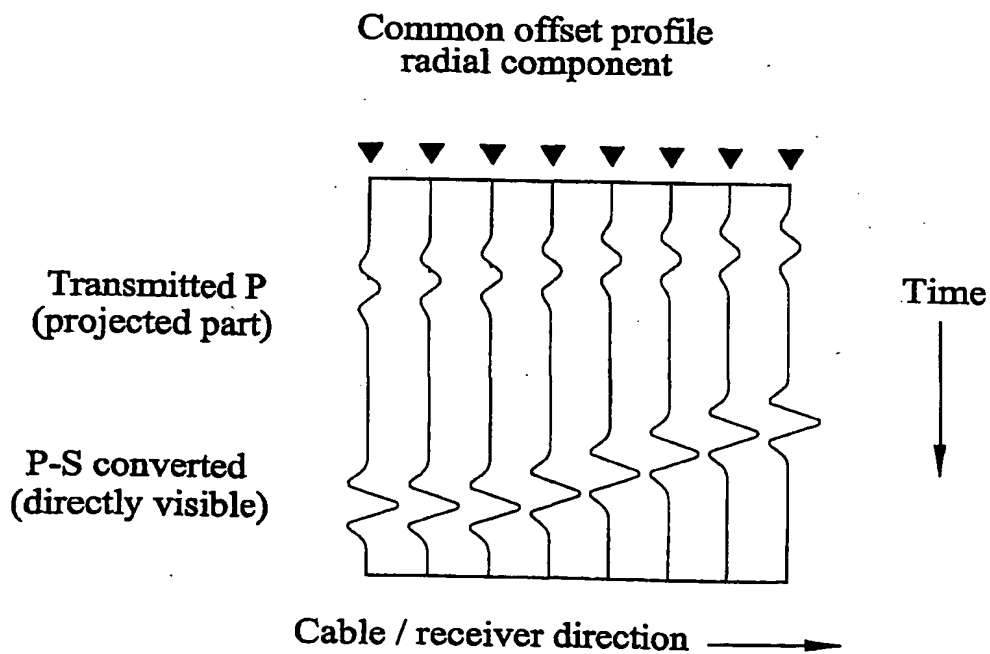 Common offset profile
radial component
Transmitted P
(projected part)
Time
P-S converted
(directly visible)
Cable / receiver direction